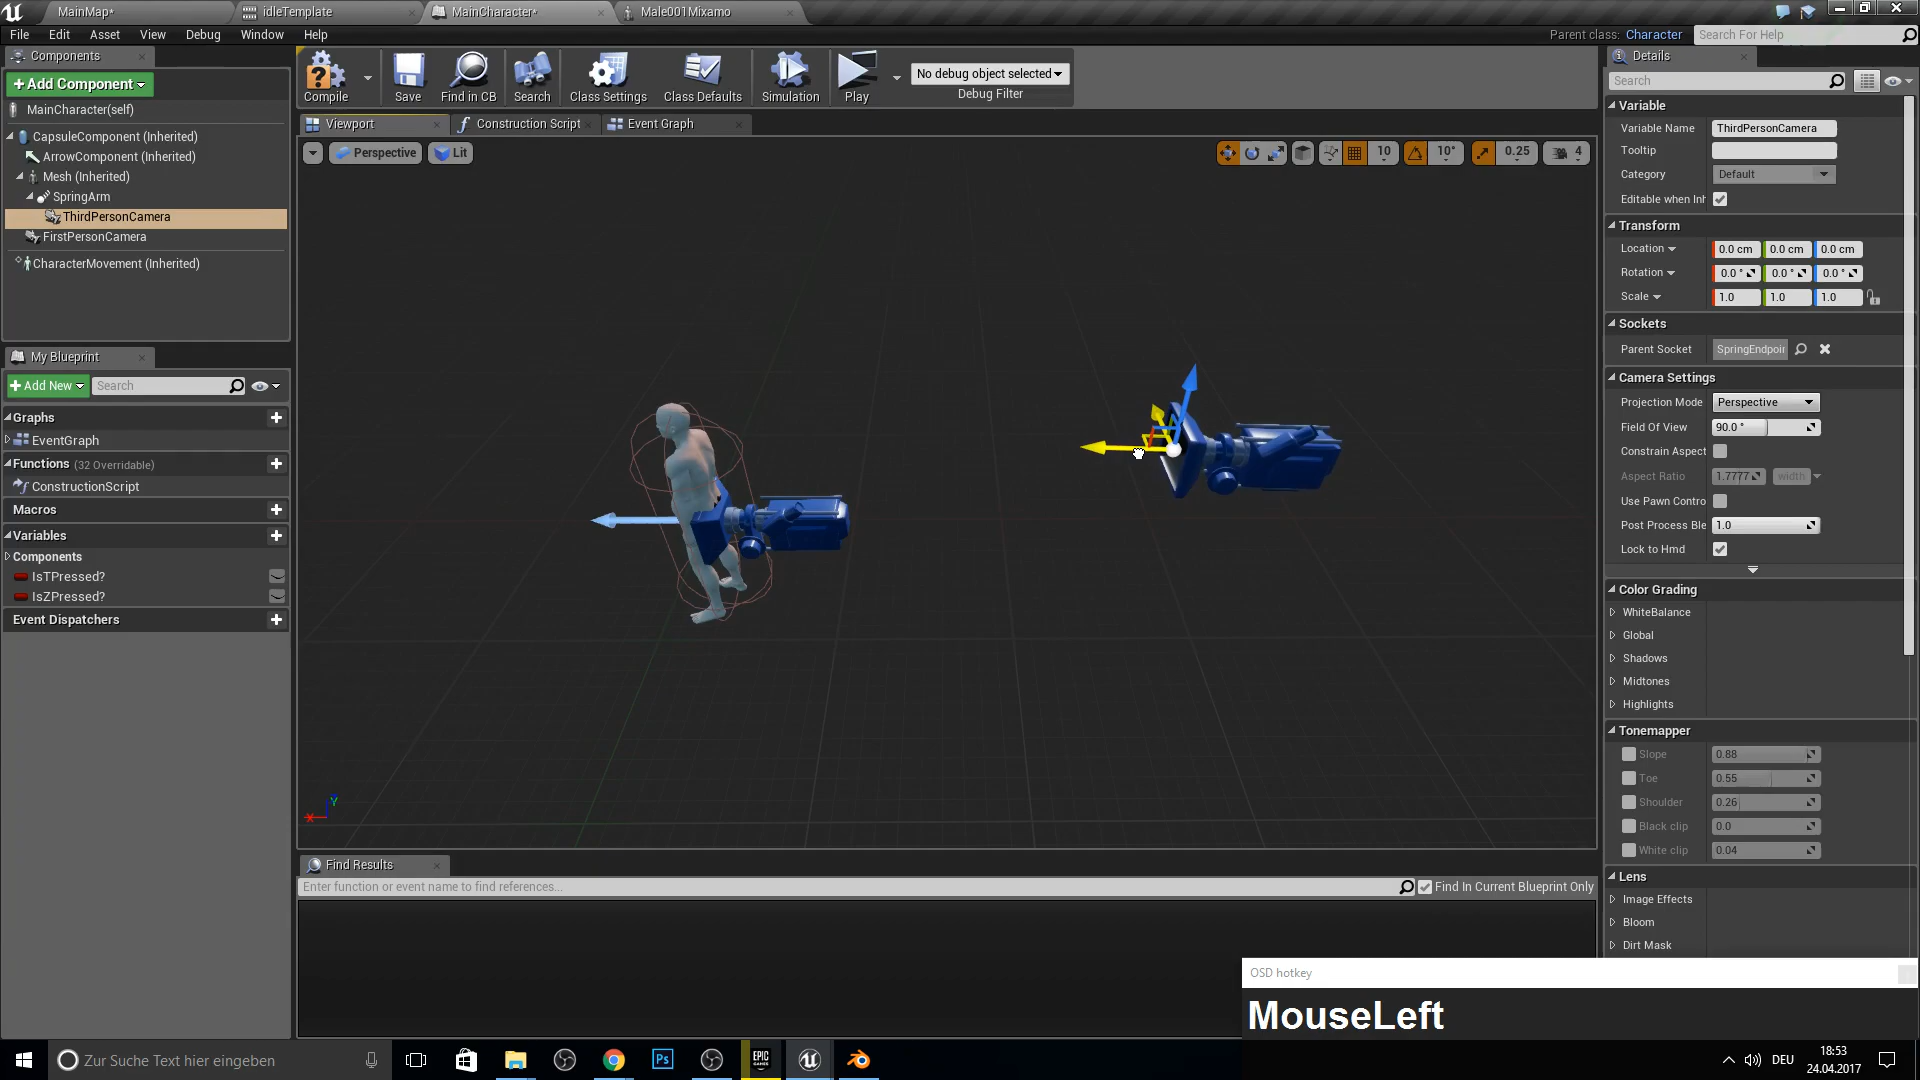 MainMap*
idleTemplate
MainCharacter*
Male001Mixamo
File Edit Asset View Debug Window Help
Parent class: Character
Search For Help
Components
+Add Component
MainCharacter(self)
CapsuleComponent (Inherited)
ArrowComponent (Inherited)
Mesh (Inherited)
SpringArm
ThirdPersonCamera
FirstPersonCamera
CharacterMovement (Inherited)
My Blueprint
+Add New
Search
Graphs
EventGraph
Functions (32 Overridable)
ConstructionScript
Macros
Variables
Components
IsTPressed?
IsZPressed?
Event Dispatchers
Compile
Save
Find in CB
Search
Class Settings
Class Defaults
Simulation
Play
No debug object selected
Debug Filter
Viewport
Construction Script
Event Graph
Perspective
Lit
10
10°
0.25
4
Y
X
Find Results
Enter function or event name to find references...
Find In Current Blueprint Only
Details
Search
Variable
Variable Name ThirdPersonCamera
Tooltip
Category Default
Editable when Inh
Transform
Location 0.0 cm 0.0 cm 0.0 cm
Rotation 0.0 ° 0.0 ° 0.0 °
Scale 1.0 1.0 1.0
Sockets
Parent Socket SpringEndpoin
Camera Settings
Projection Mode Perspective
Field Of View 90.0 °
Constrain Aspect
Aspect Ratio 1.7777 width
Use Pawn Contro
Post Process Ble 1.0
Lock to Hmd
Color Grading
WhiteBalance
Global
Shadows
Midtones
Highlights
Tonemapper
Slope 0.88
Toe 0.55
Shoulder 0.26
Black clip 0.0
White clip 0.04
Lens
Image Effects
Bloom
Dirt Mask
OSD hotkey
MouseLeft
Zur Suche Text hier eingeben
Ps
EPIC GAMES
DEU
18:53
24.04.2017